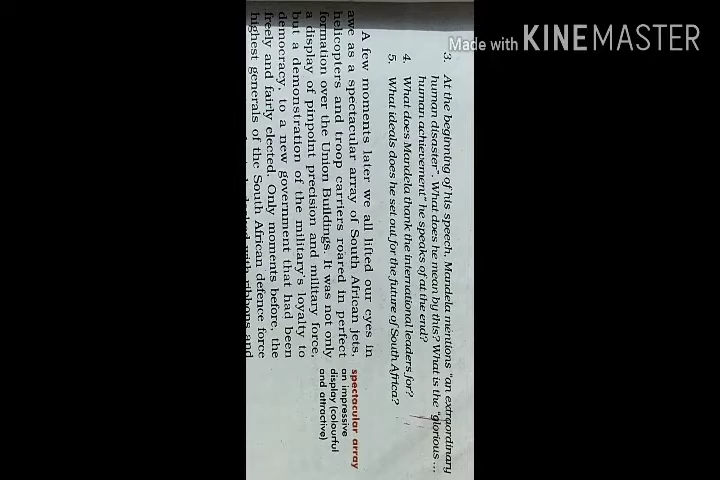 Made with KINEMASTER
3. At the beginning of his speech, Mandela mentions "an extraordinary
human disaster". What does he mean by this? What is the "glorious ...
human achievement" he speaks of at the end?
4. What does Mandela thank the international leaders for?
5. What ideals does he set out for the future of South Africa?
A few moments later we all lifted our eyes in
awe as a spectacular array of South African jets,
helicopters and troop carriers roared in perfect
formation over the Union Buildings. It was not only
a display of pinpoint precision and military force,
but a demonstration of the military's loyalty to
democracy, to a new government that had been
freely and fairly elected. Only moments before, the
highest generals of the South African defence force
with ribbons and
spectacular array
an impressive
display (colourful
and attractive)